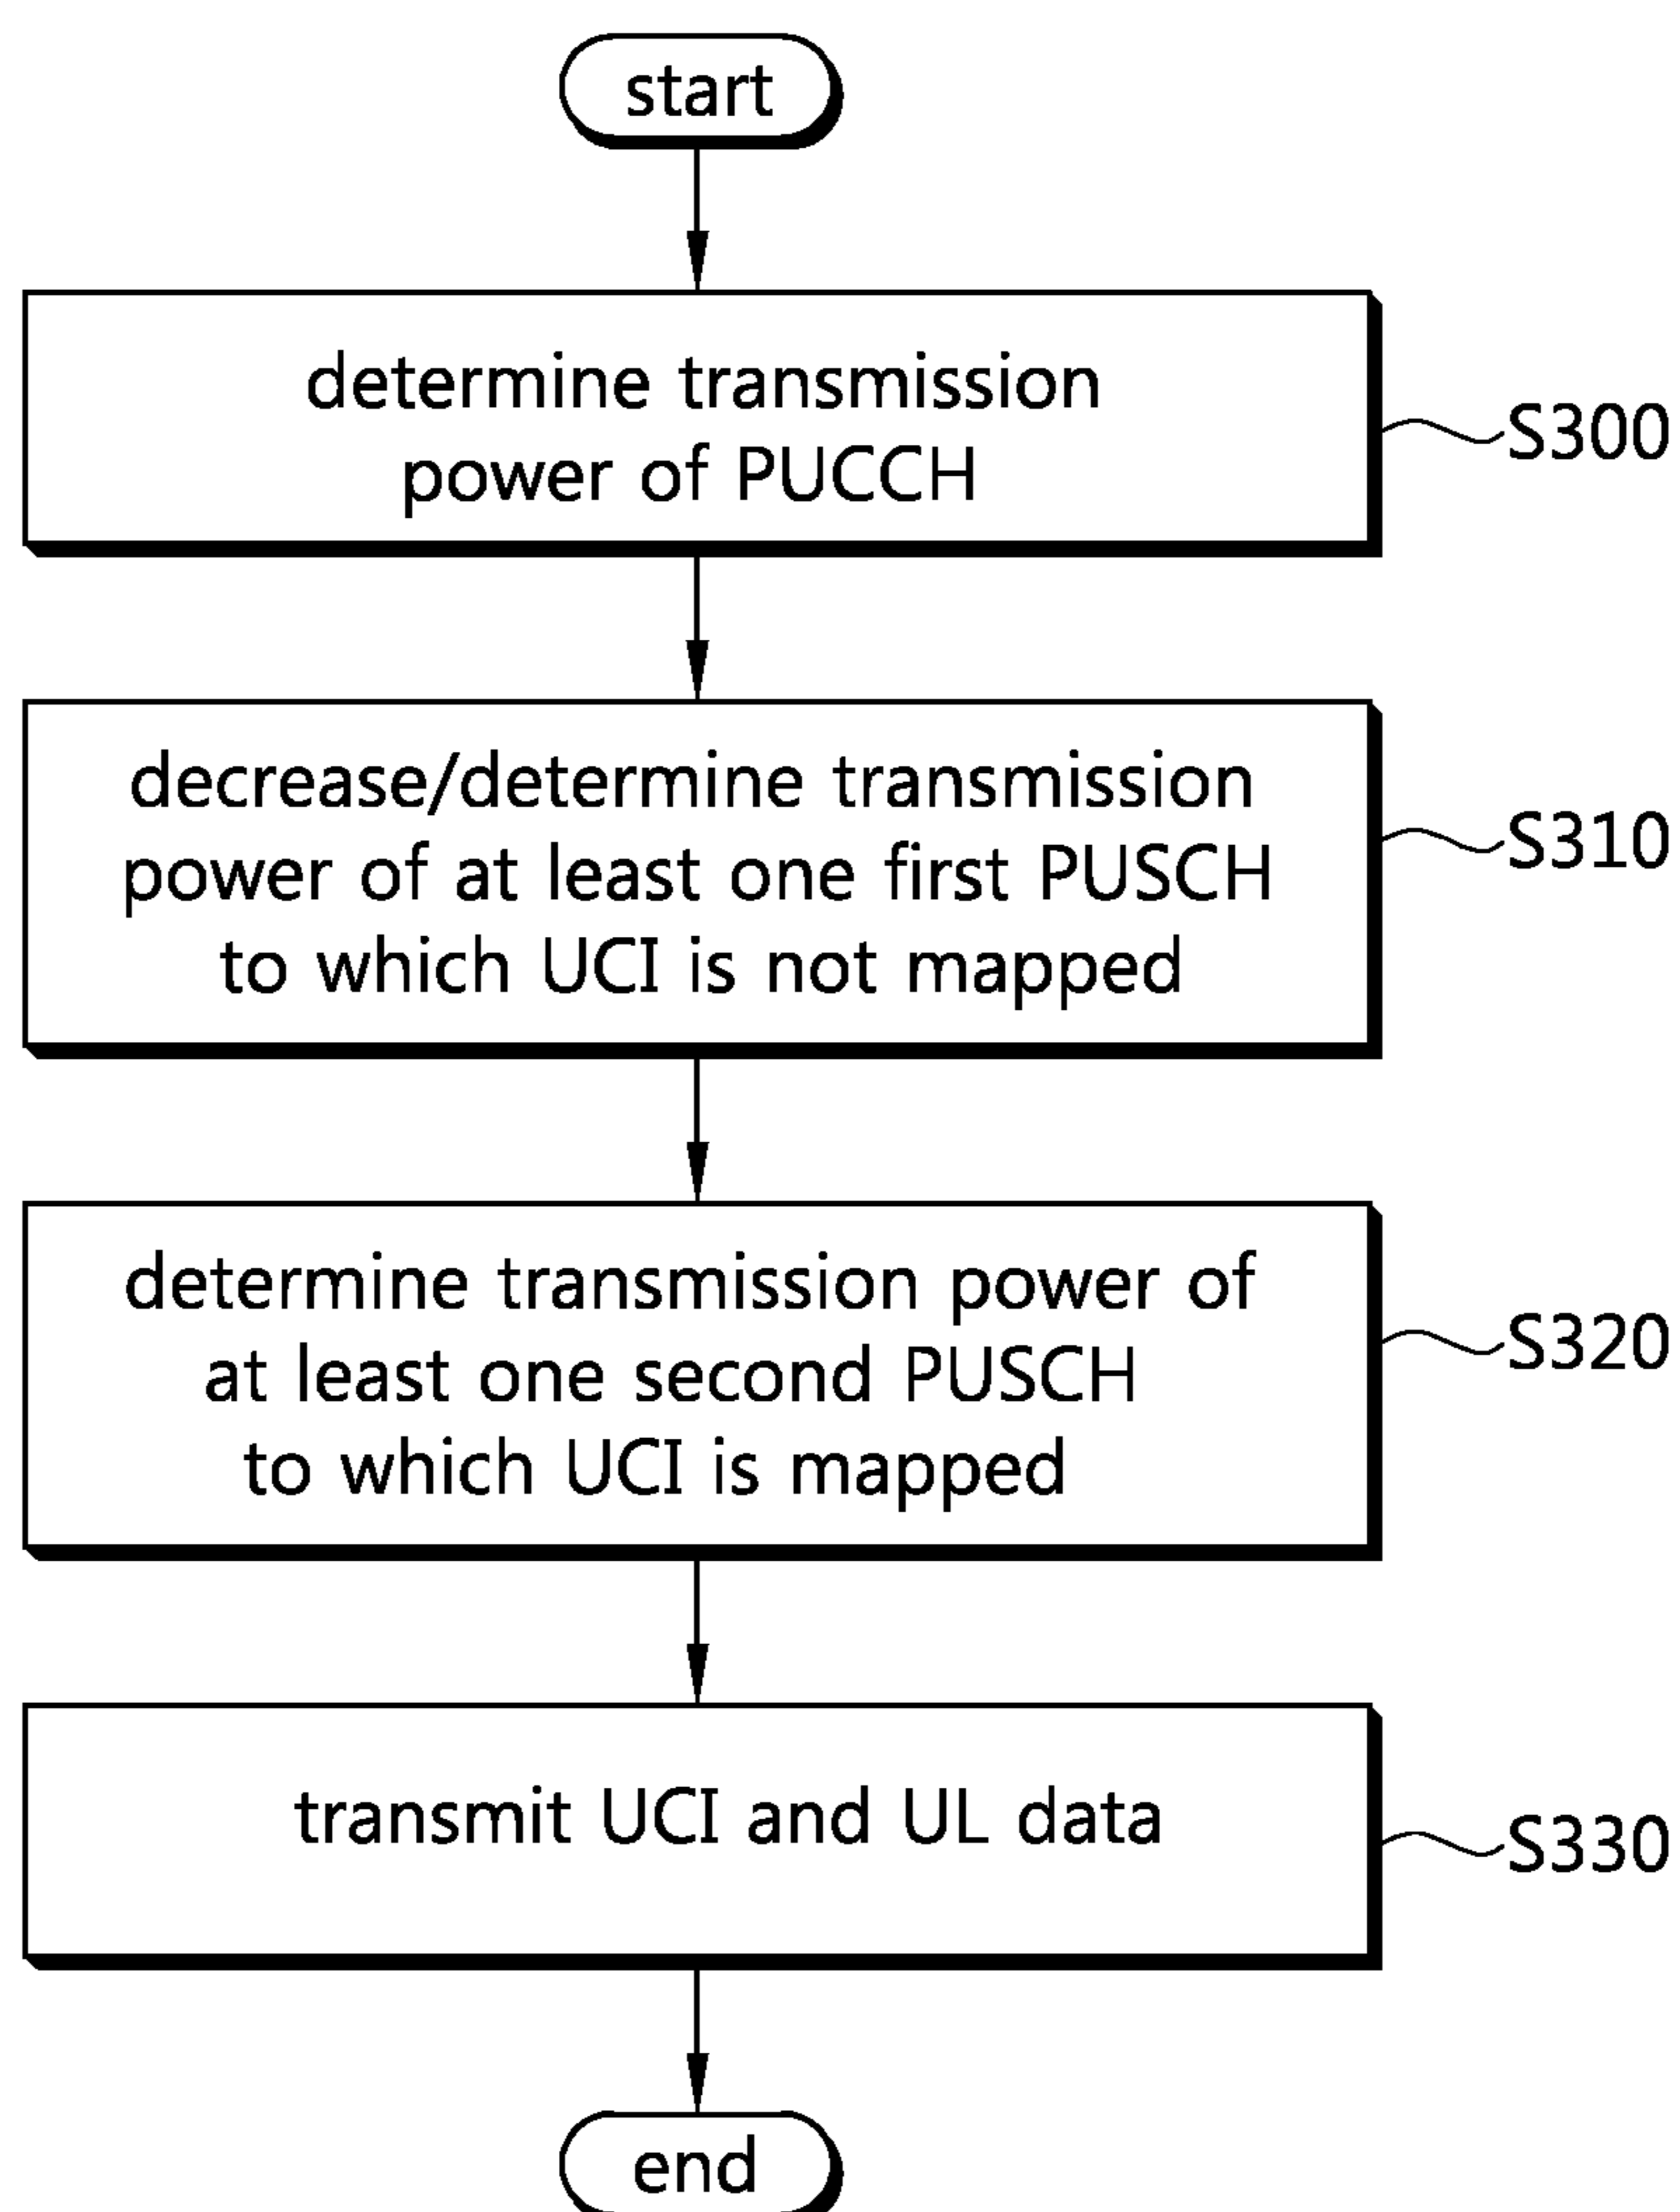 start
determine transmission
power of PUCCH
S300
decrease/determine transmission
power of at least one first PUSCH
to which UCI is not mapped
S310
determine transmission power of
at least one second PUSCH
to which UCI is mapped
S320
transmit UCI and UL data
S330
end